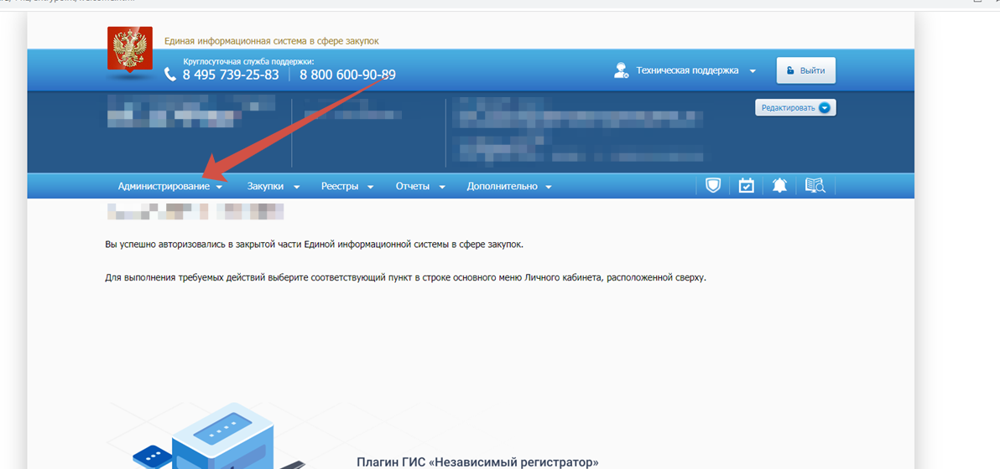 Единая информационная система в сфере закупок
Круглосуточная служба поддержки:
8 495 739-25-83 8 800 600-90-89
Техническая поддержка
Выйти
Редактировать
Администрирование Закупки Реестры Отчеты Дополнительно
Вы успешно авторизовались в закрытой части Единой информационной системы в сфере закупок.
Для выполнения требуемых действий выберите соответствующий пункт в строке основного меню Личного кабинета, расположенной сверху.
Плагин ГИС «Независимый регистратор»